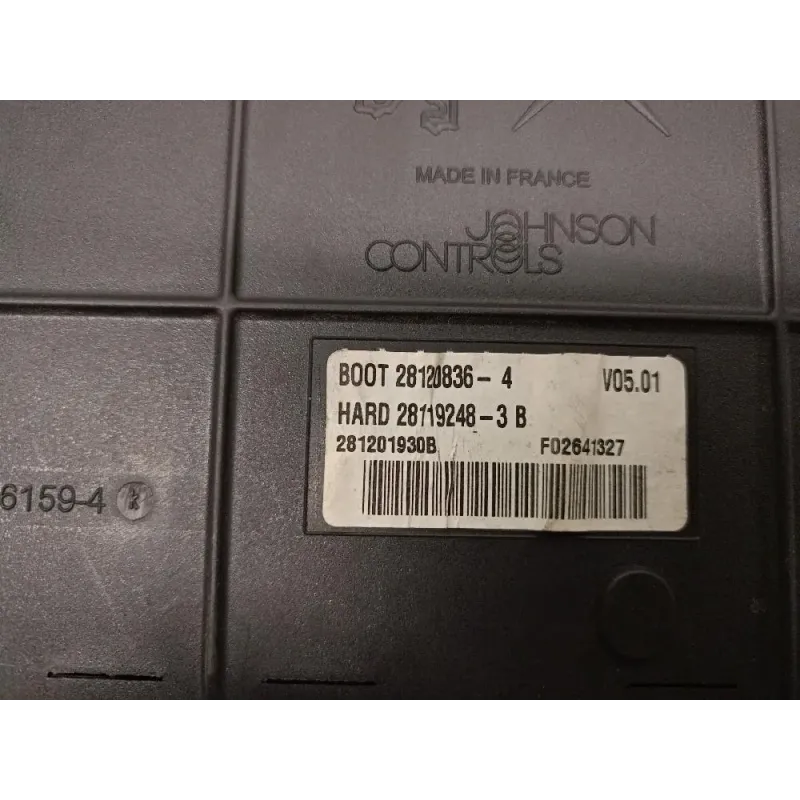 MADE IN FRANCE
JOHNSON
CONTROLS
BOOT 28120836-4 V05.01
HARD 28119248-3 B
281201930B F02641327
6159-4 R